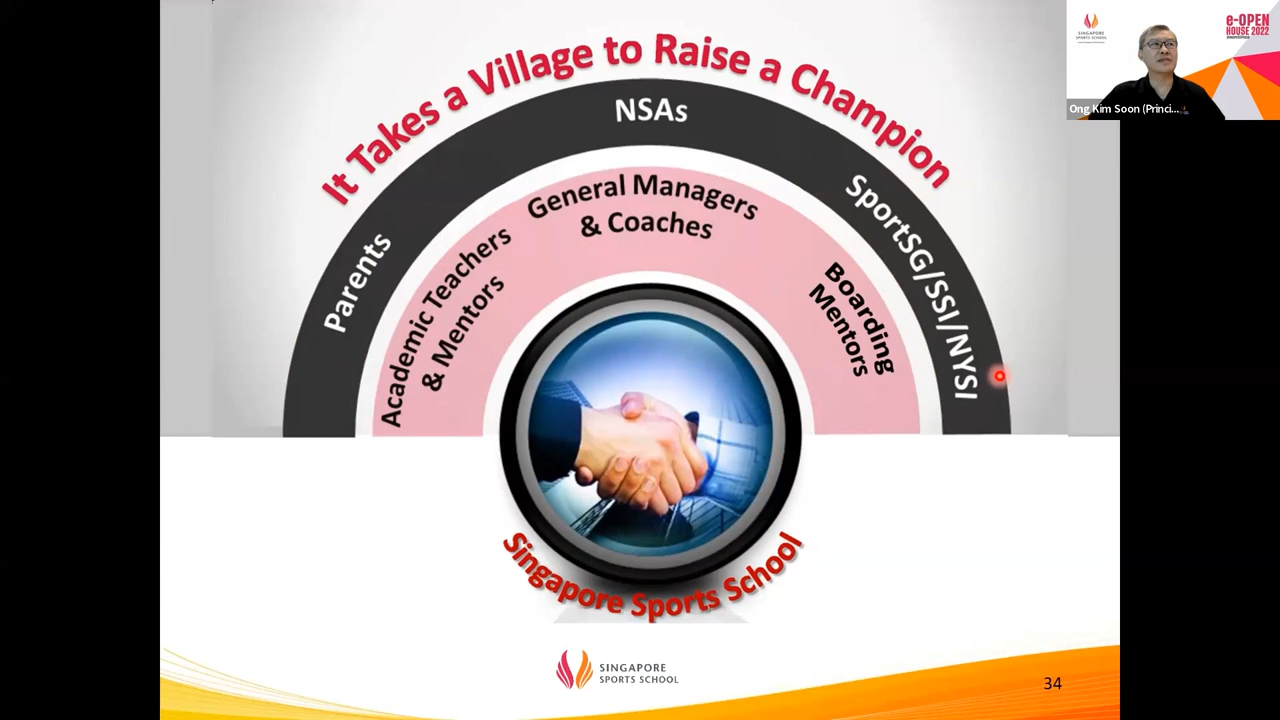 It Takes a Village to Raise a Champion
NSAs
Parents
SportSG/SSI/NYSI
General Managers
& Coaches
Academic Teachers
& Mentors
Boarding
Mentors
Singapore Sports School
SINGAPORE
SPORTS SCHOOL
34
SINGAPORE
SPORTS SCHOOL
e-OPEN
HOUSE 2022
Ong Kim Soon (Princi...